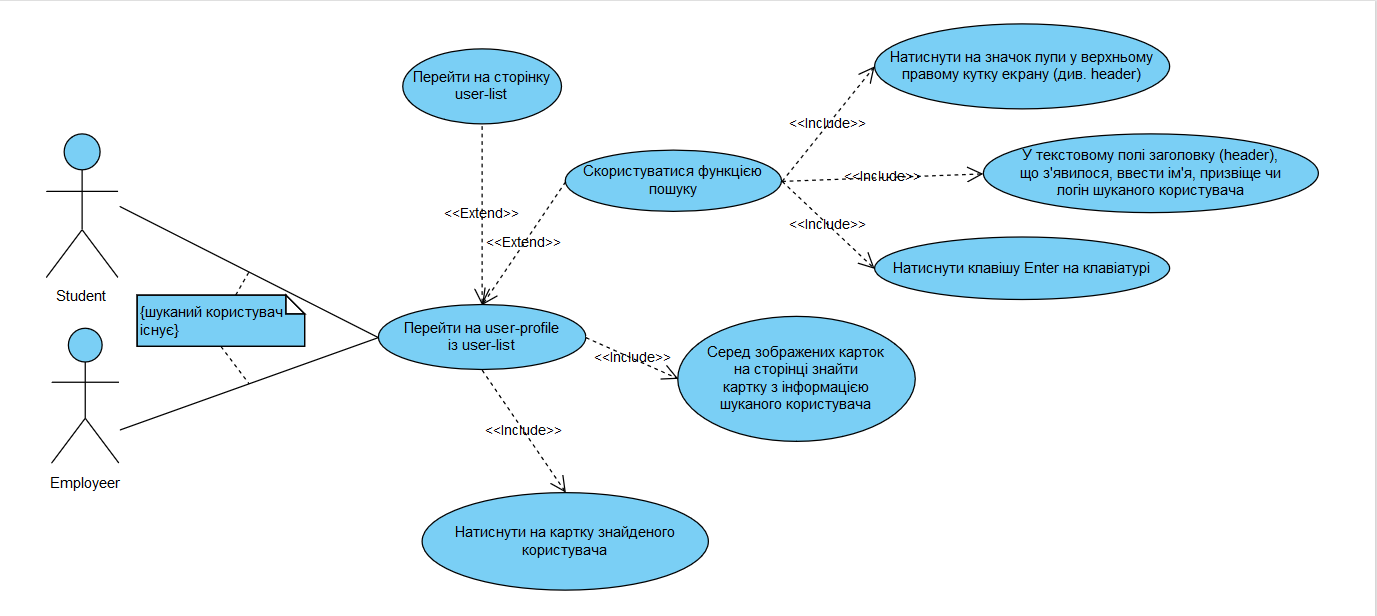 Натиснути на значок лупи у верхньому
правому кутку екрану (див. header)
Перейти на сторінку
user-list
<<Include>>
У текстовому полі заголовку (header),
що з'явилося, ввести ім'я, призвіще чи
логін шуканого користувача
Скористуватися функцією
пошуку
<<Include>>
<<Extend>>
<<Include>>
<<Extend>>
Натиснути клавішу Enter на клавіатурі
Student
{шуканий користувач
існує}
Перейти на user-profile
із user-list
<<Include>>
Серед зображених карток
на сторінці знайти
картку з інформацією
шуканого користувача
<<Include>>
Employeer
Натиснути на картку знайденого
користувача